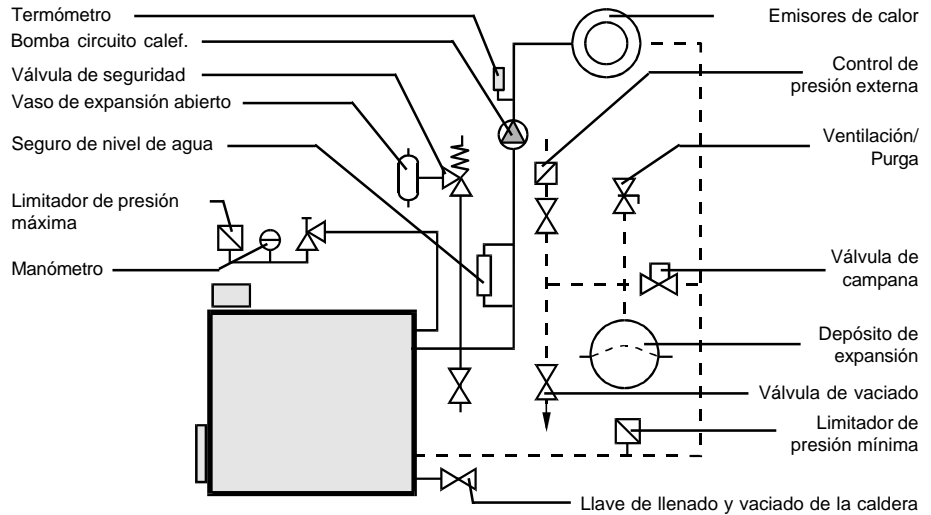 Termómetro
Bomba circuito calef.
Válvula de seguridad
Vaso de expansión abierto
Seguro de nivel de agua
Limitador de presión
máxima
Manómetro
Emisores de calor
Control de
presión externa
Ventilación/
Purga
Válvula de
campana
Depósito de
expansión
Válvula de vaciado
Limitador de
presión mínima
Llave de llenado y vaciado de la caldera